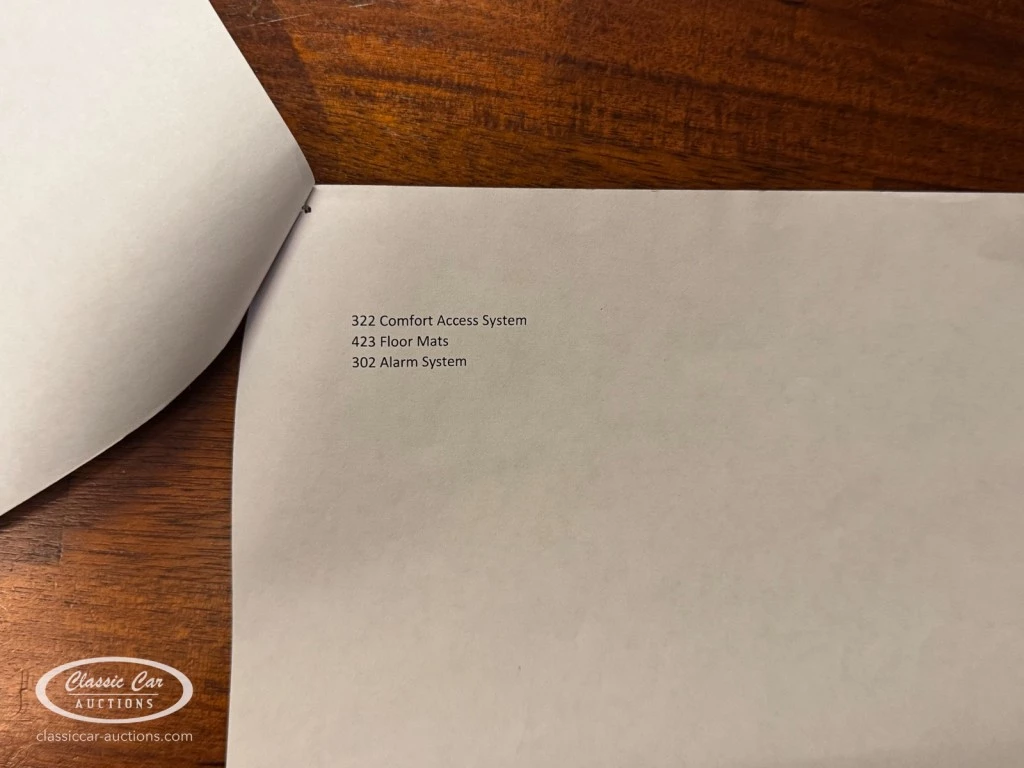 322 Comfort Access System
423 Floor Mats
302 Alarm System
Classic Car
AUCTIONS
classiccar-auctions.com